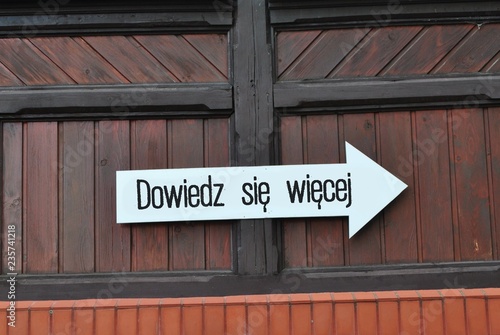 Dowiedz się więcej
Adobe Stock | #235741218